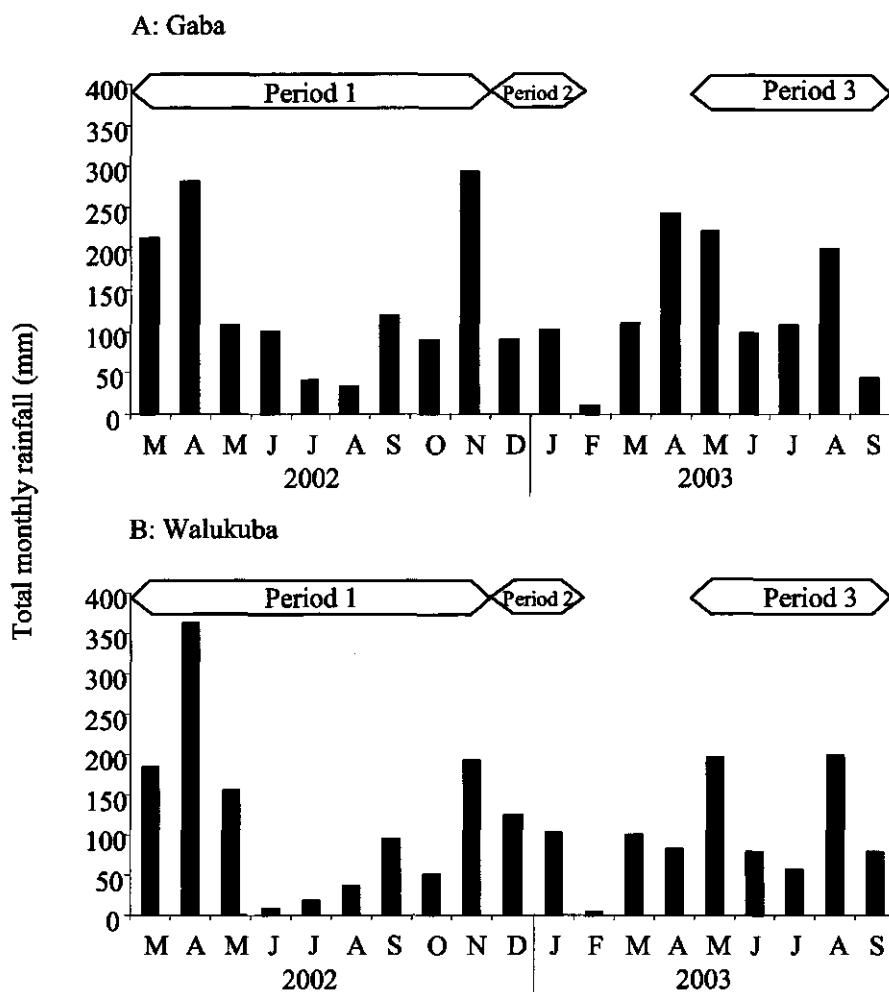 A: Gaba
Period 1 Period 2 Period 3
400
350
300
250
200
150
100
50
0
M A M J J A S O N D J F M A M J J A S
2002 2003
Total monthly rainfall (mm)
B: Walukuba
Period 1 Period 2 Period 3
400
350
300
250
200
150
100
50
0
M A M J J A S O N D J F M A M J J A S
2002 2003